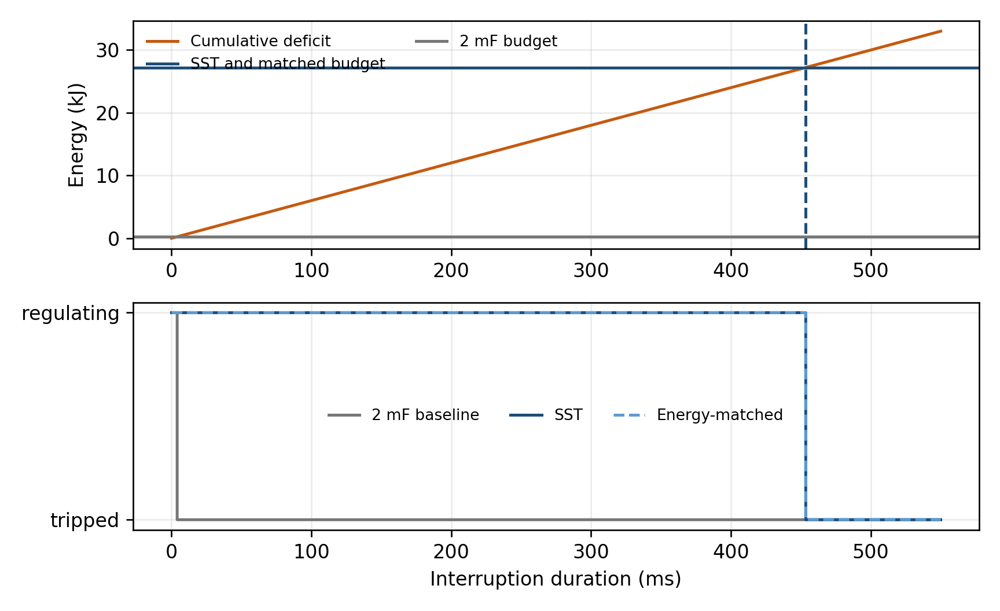 Cumulative deficit
SST and matched budget
2 mF budget
Energy (kJ)
30
20
10
0
0 100 200 300 400 500
regulating
tripped
2 mF baseline SST Energy-matched
0 100 200 300 400 500
Interruption duration (ms)